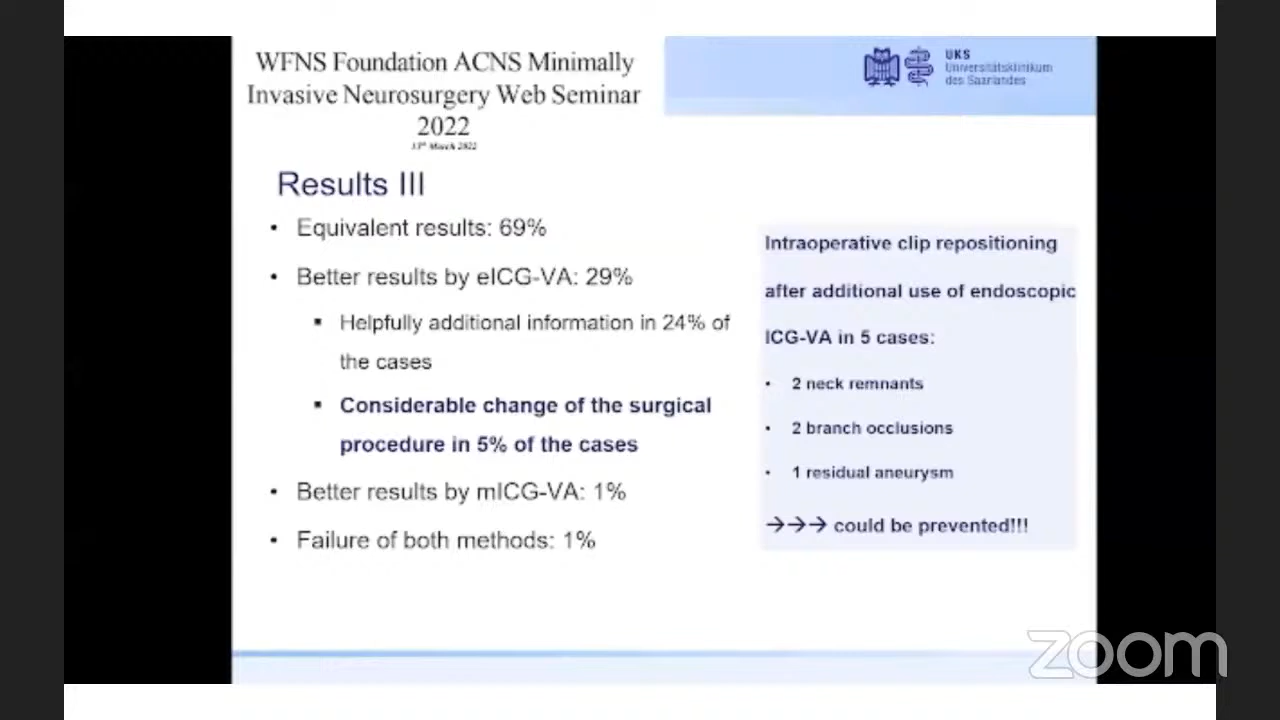 WFNS Foundation ACNS Minimally
Invasive Neurosurgery Web Seminar
2022
13th March 2022
UKS
Universitätsklinikum
des Saarlandes
Results III
• Equivalent results: 69%
• Better results by eICG-VA: 29%
▪ Helpfully additional information in 24% of
the cases
▪ Considerable change of the surgical
procedure in 5% of the cases
• Better results by mICG-VA: 1%
• Failure of both methods: 1%
Intraoperative clip repositioning
after additional use of endoscopic
ICG-VA in 5 cases:
• 2 neck remnants
• 2 branch occlusions
• 1 residual aneurysm
→→→ could be prevented!!!
zoom